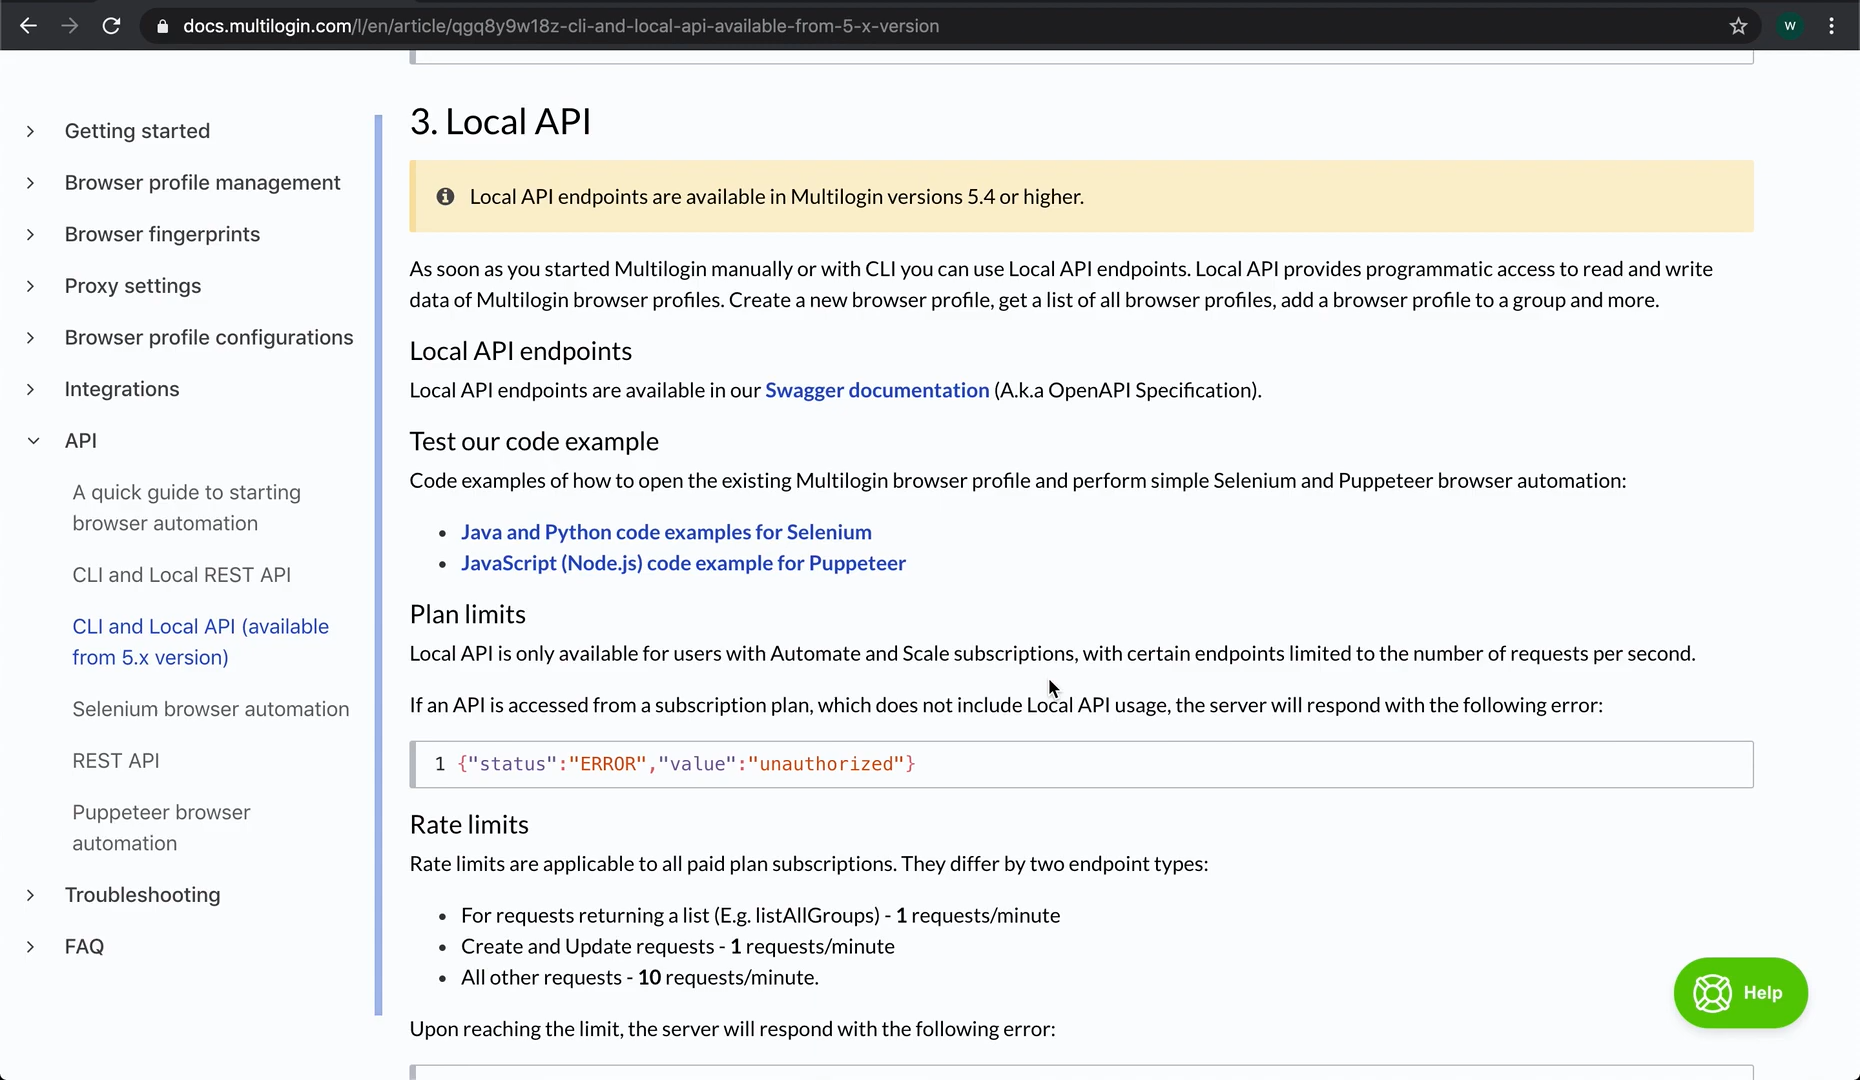 docs.multilogin.com/l/en/article/qgq8y9w18z-cli-and-local-api-available-from-5-x-version
W
Getting started
Browser profile management
Browser fingerprints
Proxy settings
Browser profile configurations
Integrations
API
A quick guide to starting
browser automation
CLI and Local REST API
CLI and Local API (available
from 5.x version)
Selenium browser automation
REST API
Puppeteer browser
automation
Troubleshooting
FAQ
3. Local API
Local API endpoints are available in Multilogin versions 5.4 or higher.
As soon as you started Multilogin manually or with CLI you can use Local API endpoints. Local API provides programmatic access to read and write
data of Multilogin browser profiles. Create a new browser profile, get a list of all browser profiles, add a browser profile to a group and more.
Local API endpoints
Local API endpoints are available in our Swagger documentation (A.k.a OpenAPI Specification).
Test our code example
Code examples of how to open the existing Multilogin browser profile and perform simple Selenium and Puppeteer browser automation:
• Java and Python code examples for Selenium
• JavaScript (Node.js) code example for Puppeteer
Plan limits
Local API is only available for users with Automate and Scale subscriptions, with certain endpoints limited to the number of requests per second.
If an API is accessed from a subscription plan, which does not include Local API usage, the server will respond with the following error:
1 {"status":"ERROR","value":"unauthorized"}
Rate limits
Rate limits are applicable to all paid plan subscriptions. They differ by two endpoint types:
• For requests returning a list (E.g. listAllGroups) - 1 requests/minute
• Create and Update requests - 1 requests/minute
• All other requests - 10 requests/minute.
Upon reaching the limit, the server will respond with the following error:
Help